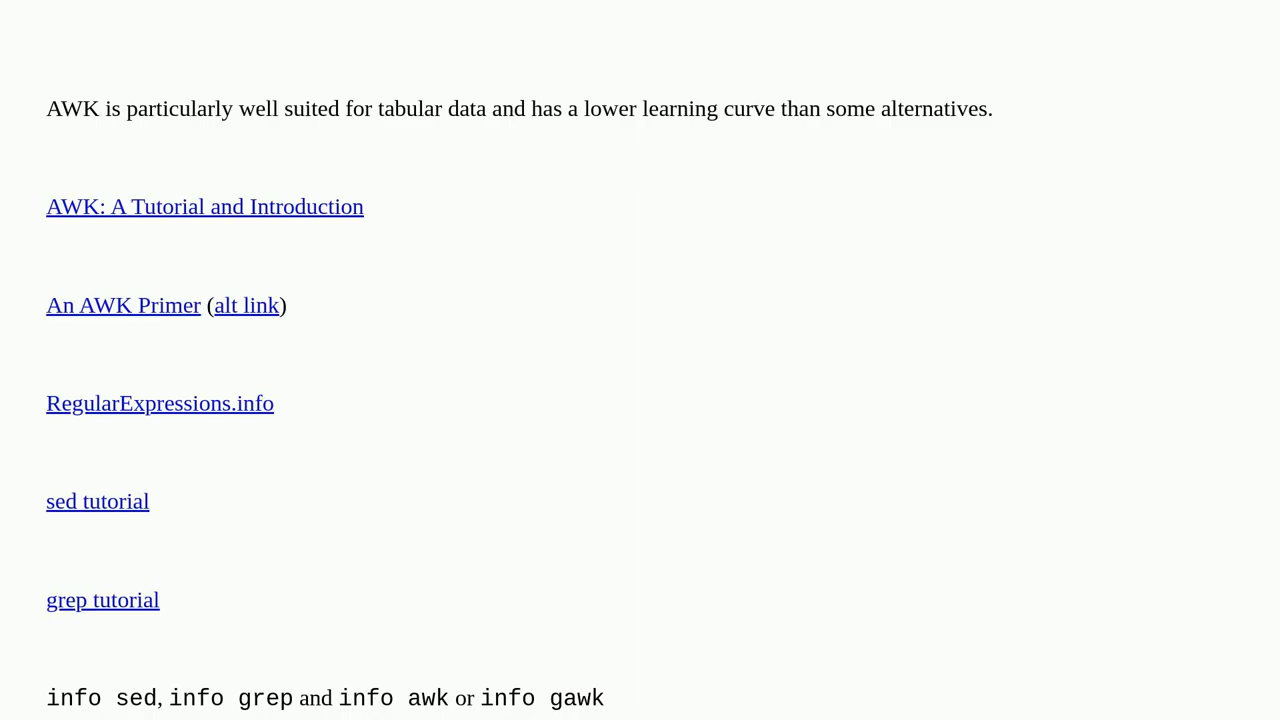 AWK is particularly well suited for tabular data and has a lower learning curve than some alternatives.
AWK: A Tutorial and Introduction
An AWK Primer (alt link)
RegularExpressions.info
sed tutorial
grep tutorial
info sed, info grep and info awk or info gawk